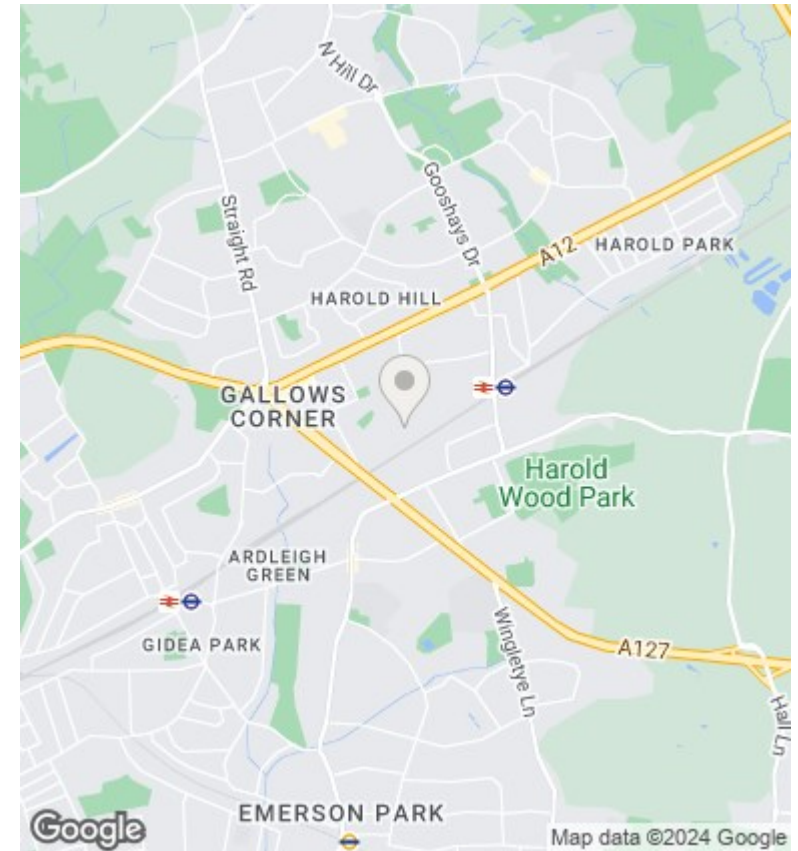 N Hill Dr
Straight Rd
Gooshays Dr
A12
HAROLD PARK
HAROLD HILL
GALLOWS
CORNER
Harold
Wood Park
ARDLEIGH
GREEN
GIDEA PARK
Wingletye Ln
A127
Hall Ln
EMERSON PARK
Google
Map data ©2024 Google